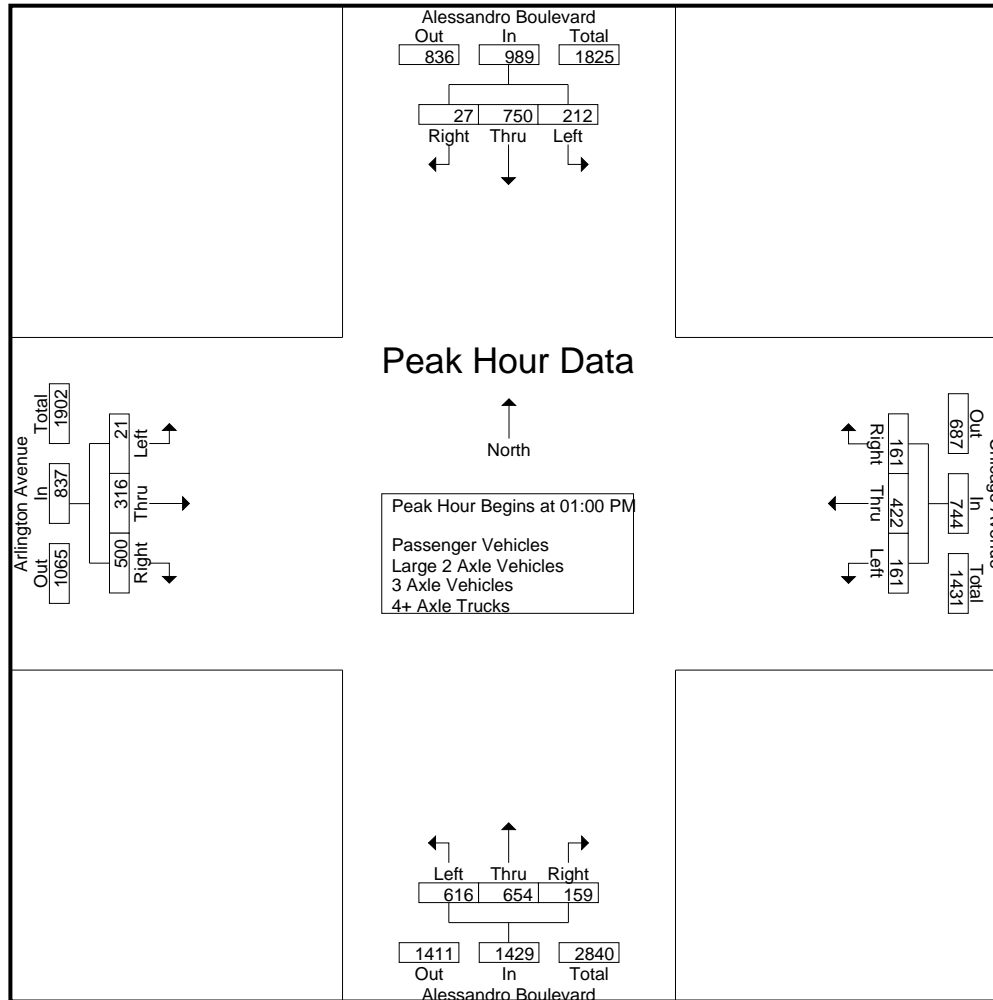 Alessandro Boulevard
Out In Total
836 989 1825
27 750 212
Right Thru Left
Peak Hour Data
North
Peak Hour Begins at 01:00 PM
Passenger Vehicles
Large 2 Axle Vehicles
3 Axle Vehicles
4+ Axle Trucks
Arlington Avenue
Out In Total
1065 837 1902
500 316 21
Right Thru Left
Out In Total
687 744 1431
Right Thru Left
161 422 161
Left Thru Right
616 654 159
1411 1429 2840
Out In Total
Alessandro Boulevard